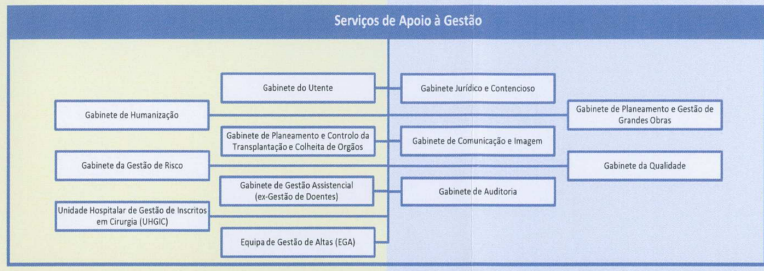 Serviços de Apoio à Gestão
Gabinete do Utente
Gabinete Jurídico e Contencioso
Gabinete de Humanização
Gabinete de Planeamento e Gestão de
Grandes Obras
Gabinete de Planeamento e Controlo da
Transplantação e Colheita de Orgãos
Gabinete de Comunicação e Imagem
Gabinete da Gestão de Risco
Gabinete da Qualidade
Gabinete de Gestão Assistencial
(ex-Gestão de Doentes)
Gabinete de Auditoria
Unidade Hospitalar de Gestão de Inscritos
em Cirurgia (UHGIC)
Equipa de Gestão de Altas (EGA)